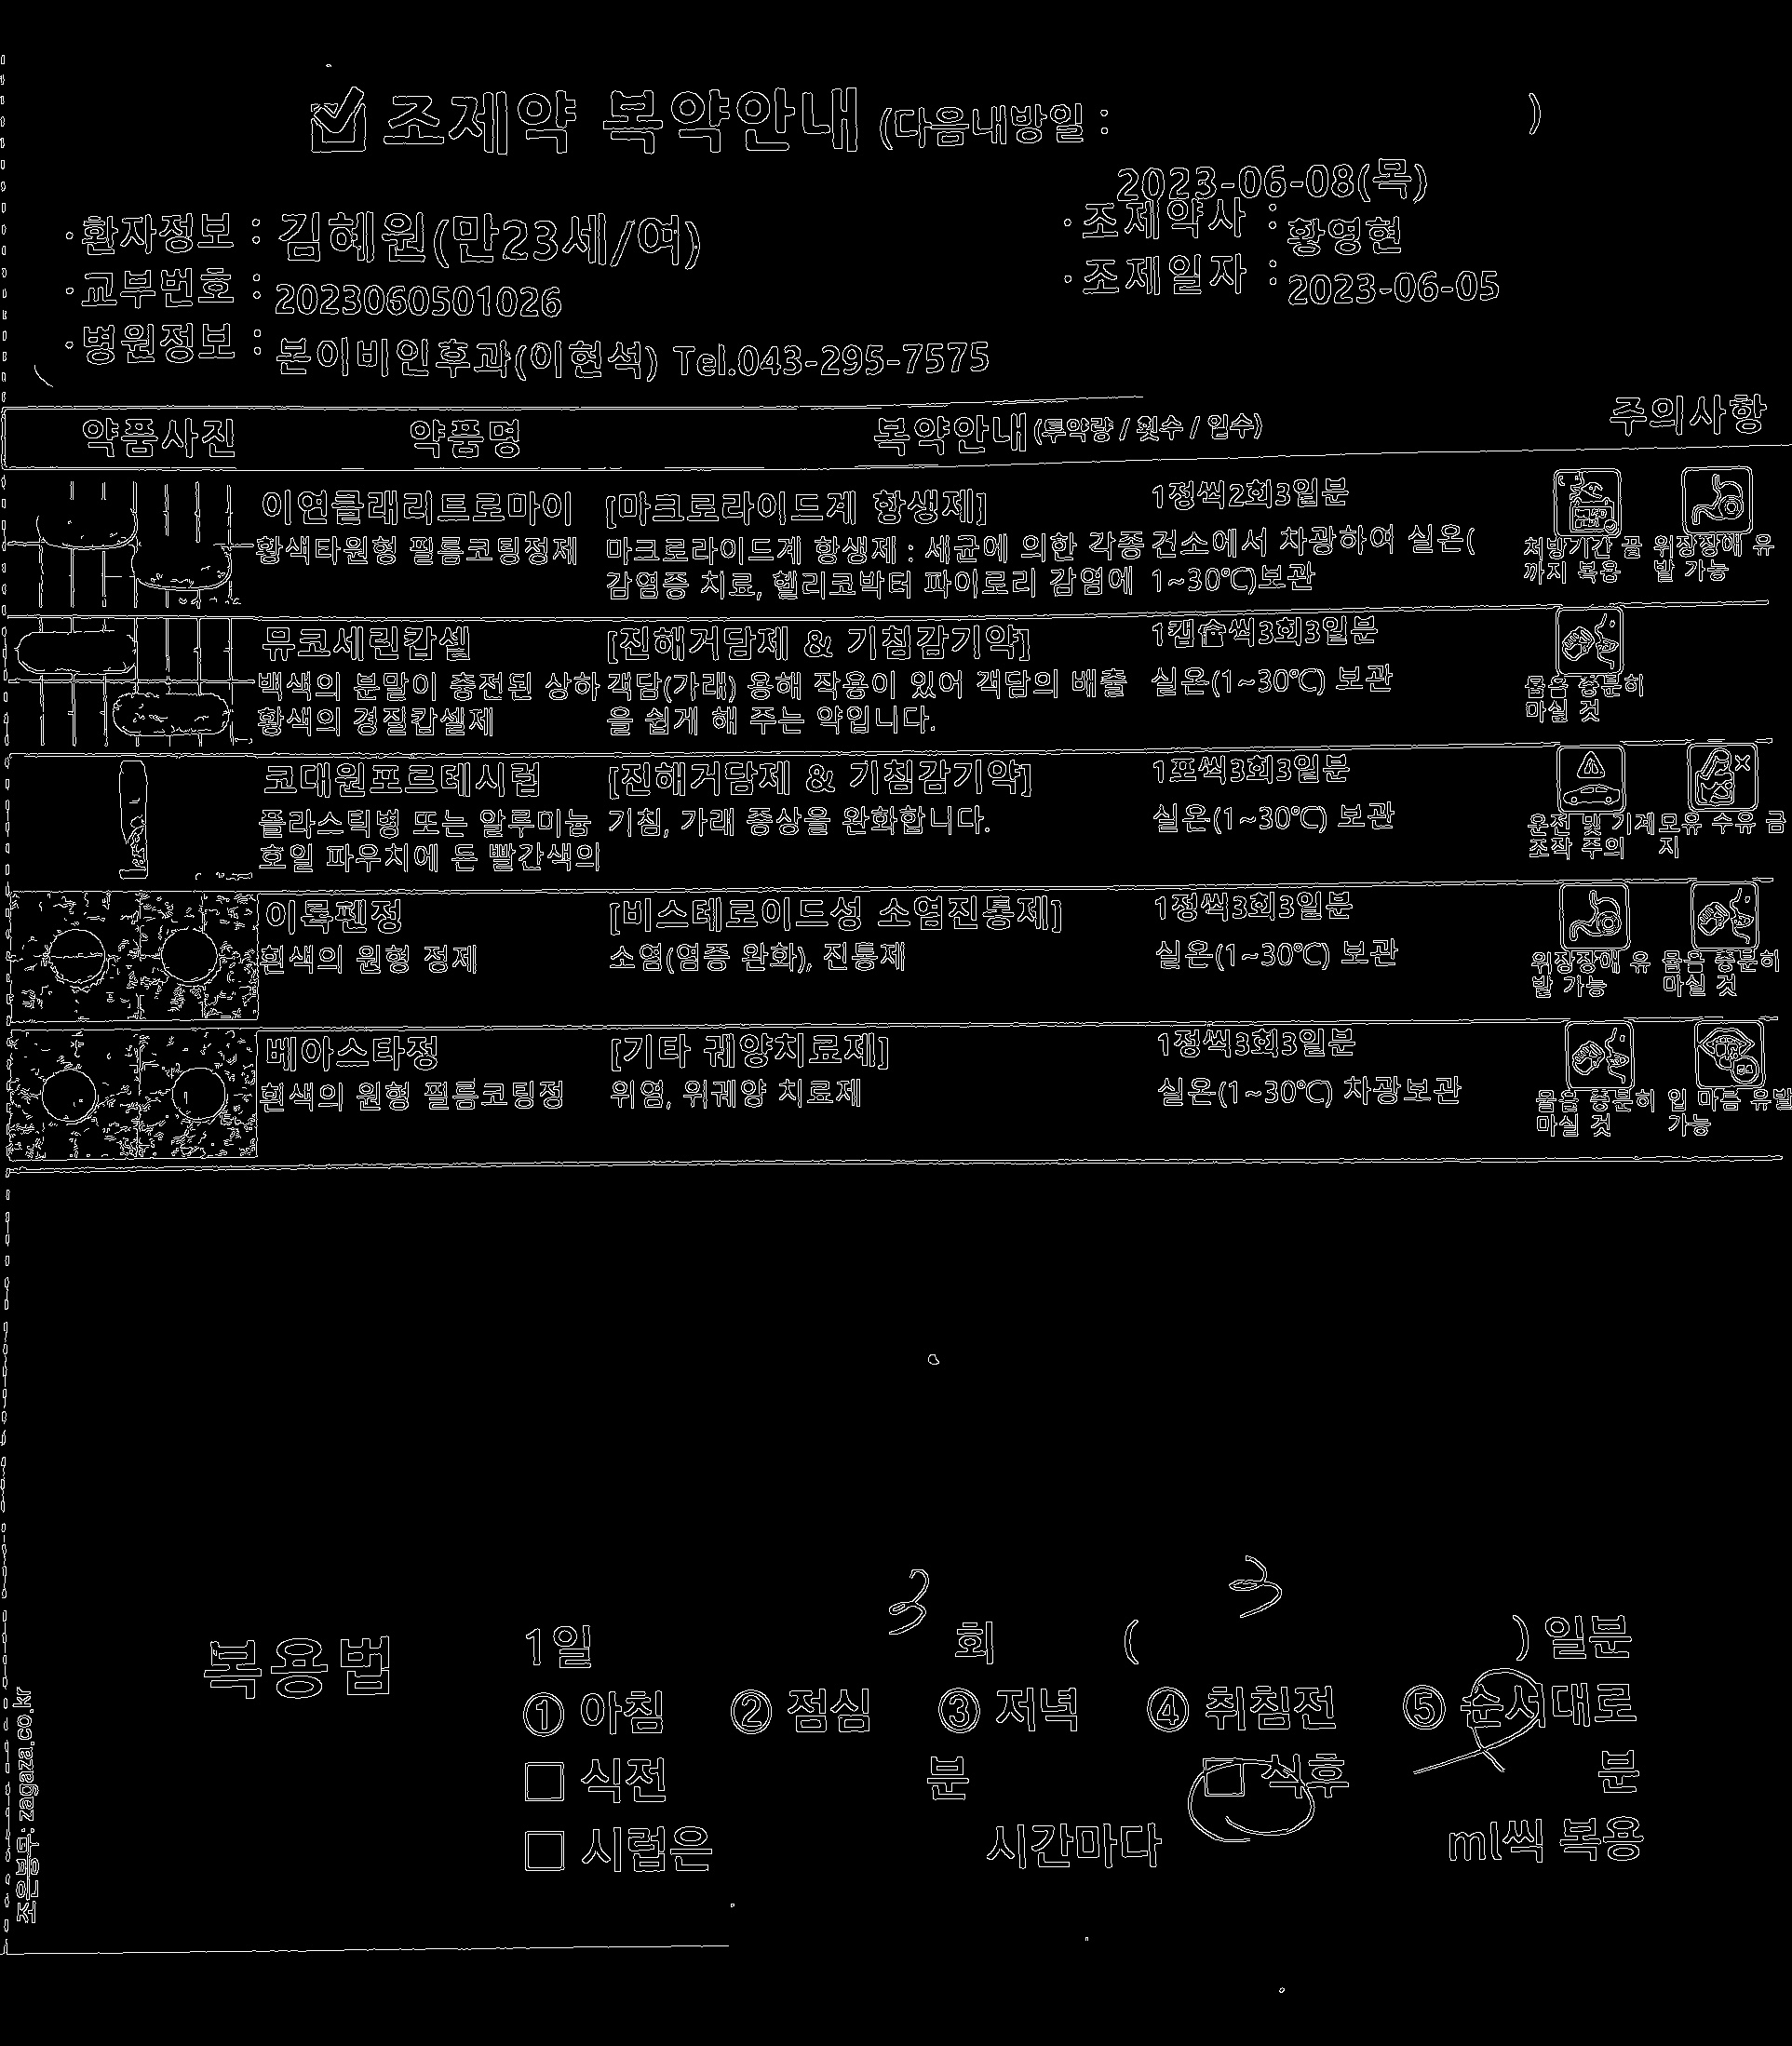 조제약 복약안내 (다음내방일 : )
2023-06-08(목)
·환자정보 : 김혜원(만23세/여)
·조제약사 : 황영현
·교부번호 : 2023060501026
·조제일자 : 2023-06-05
·병원정보 : 본이비인후과(이현석) Tel.043-295-7575
약품사진 약품명 복약안내(투약량 / 횟수 / 일수) 주의사항
이연클래리트로마이 [마크로라이드계 항생제] 1정씩2회3일분
황색타원형 필름코팅정제 마크로라이드계 항생제 : 세균에 의한 각종 건소에서 차광하여 실온(
감염증 치료, 헬리코박터 파이로리 감염에 1~30℃)보관
처방기간 끝 위장장애 유
까지 복용 발 가능
뮤코세린캅셀 [진해거담제 & 기침감기약] 1캡슐씩3회3일분
백색의 분말이 충전된 상하 객담(가래) 용해 작용이 있어 객담의 배출 실온(1~30℃) 보관
황색의 경질캅셀제 을 쉽게 해 주는 약입니다.
물을 충분히
마실 것
코대원포르테시럽 [진해거담제 & 기침감기약] 1포씩3회3일분
플라스틱병 또는 알루미늄 기침, 가래 증상을 완화합니다. 실온(1~30℃) 보관
호일 파우치에 든 빨간색의
운전 및 기계 모유 수유 금
조작 주의 지
이록펜정 [비스테로이드성 소염진통제] 1정씩3회3일분
흰색의 원형 정제 소염(염증 완화), 진통제 실온(1~30℃) 보관
위장장애 유 물을 충분히
발 가능 마실 것
베아스타정 [기타 궤양치료제] 1정씩3회3일분
흰색의 원형 필름코팅정 위염, 위궤양 치료제 실온(1~30℃) 차광보관
물을 충분히 입 마름 유발
마실 것 가능
복용법
1일 3 회 ( 3 ) 일분
① 아침 ② 점심 ③ 저녁 ④ 취침전 ⑤ 순서대로
□ 식전 분 □ 식후 분
□ 시럽은 시간마다 ml씩 복용
조은봉투: zagaza.co.kr